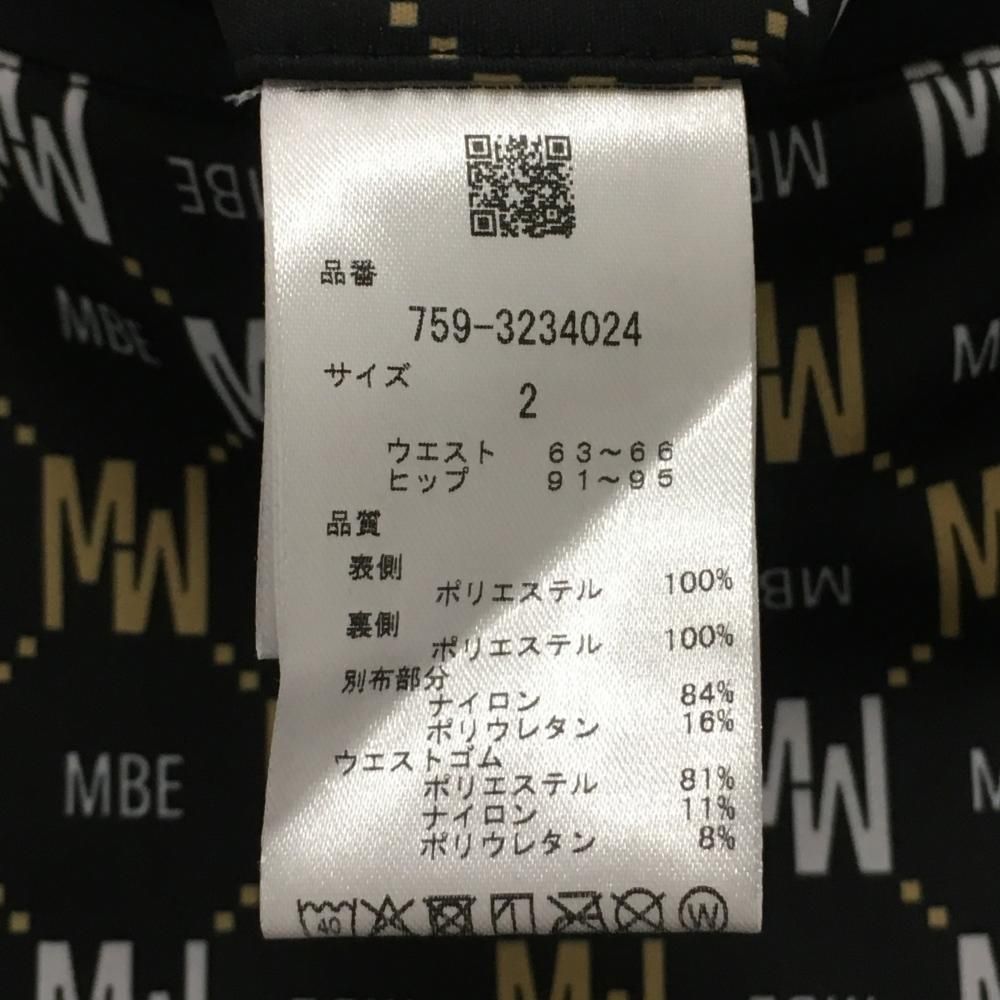 品番
759-3234024
サイズ
2
ウエスト 63〜66
ヒップ 91〜95
品質
表側
ポリエステル 100%
裏側
ポリエステル 100%
別布部分
ナイロン 84%
ポリウレタン 16%
ウエストゴム
ポリエステル 81%
ナイロン 11%
ポリウレタン 8%
40
W
MBE
MBE
MBE
MBE